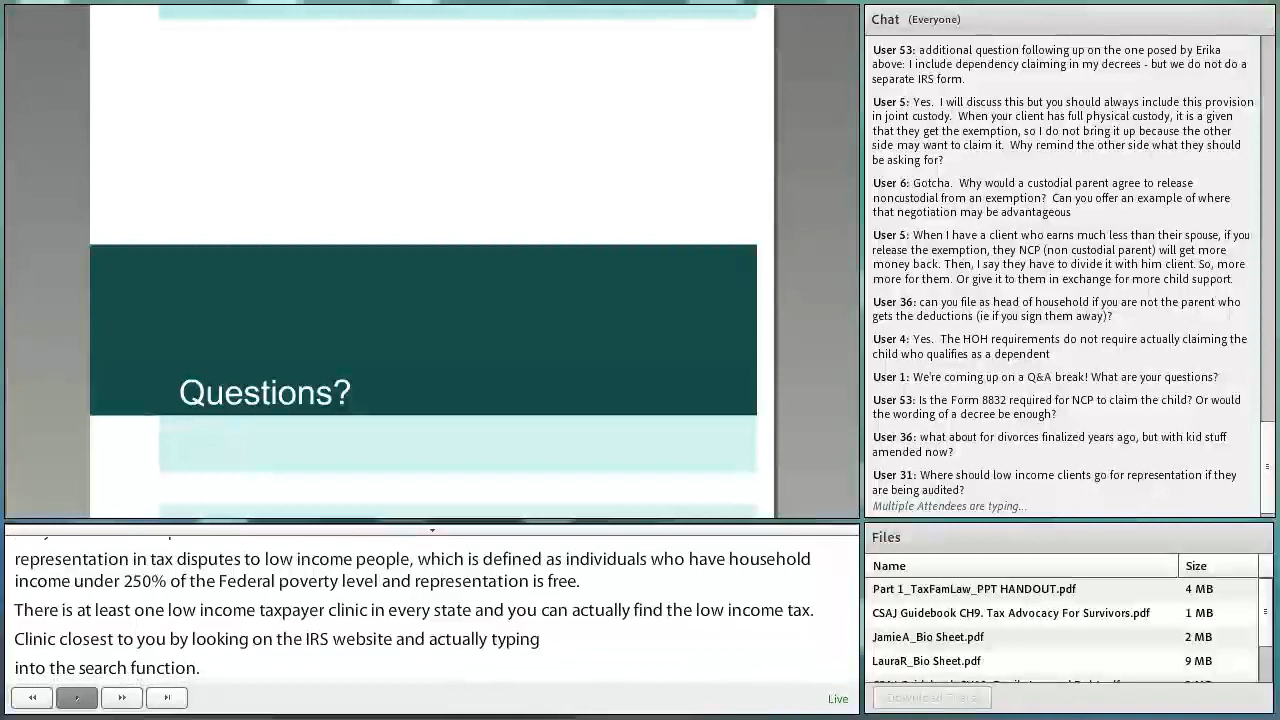 Questions?
representation in tax disputes to low income people, which is defined as individuals who have household
income under 250% of the Federal poverty level and representation is free.
There is at least one low income taxpayer clinic in every state and you can actually find the low income tax.
Clinic closest to you by looking on the IRS website and actually typing
into the search function.
Live
Chat (Everyone)
User 53: additional question following up on the one posed by Erika
above: I include dependency claiming in my decrees - but we do not do a
separate IRS form.
User 5: Yes. I will discuss this but you should always include this provision
in joint custody. When your client has full physical custody, it is a given
that they get the exemption, so I do not bring it up because the other
side may want to claim it. Why remind the other side what they should
be asking for?
User 6: Gotcha. Why would a custodial parent agree to release
noncustodial from an exemption? Can you offer an example of where
that negotiation may be advantageous
User 5: When I have a client who earns much less than their spouse, if you
release the exemption, they NCP (non custodial parent) will get more
money back. Then, I say they have to divide it with him client. So, more
more for them. Or give it to them in exchange for more child support.
User 36: can you file as head of household if you are not the parent who
gets the deductions (ie if you sign them away)?
User 4: Yes. The HOH requirements do not require actually claiming the
child who qualifies as a dependent
User 1: We're coming up on a Q&A break! What are your questions?
User 53: Is the Form 8832 required for NCP to claim the child? Or would
the wording of a decree be enough?
User 36: what about for divorces finalized years ago, but with kid stuff
amended now?
User 31: Where should low income clients go for representation if they
are being audited?
Multiple Attendees are typing...
Files
Name Size
Part 1_TaxFamLaw_PPT HANDOUT.pdf 4 MB
CSAJ Guidebook CH9. Tax Advocacy For Survivors.pdf 1 MB
JamieA_Bio Sheet.pdf 2 MB
LauraR_Bio Sheet.pdf 9 MB